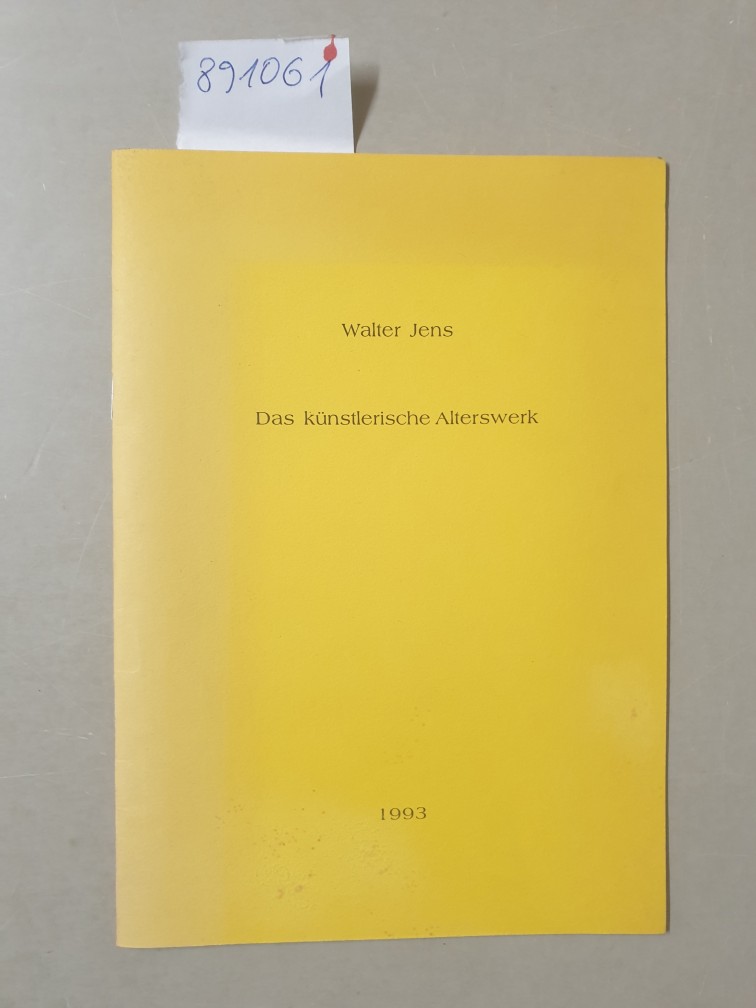 891061
Walter Jens
Das künstlerische Alterswerk
1993